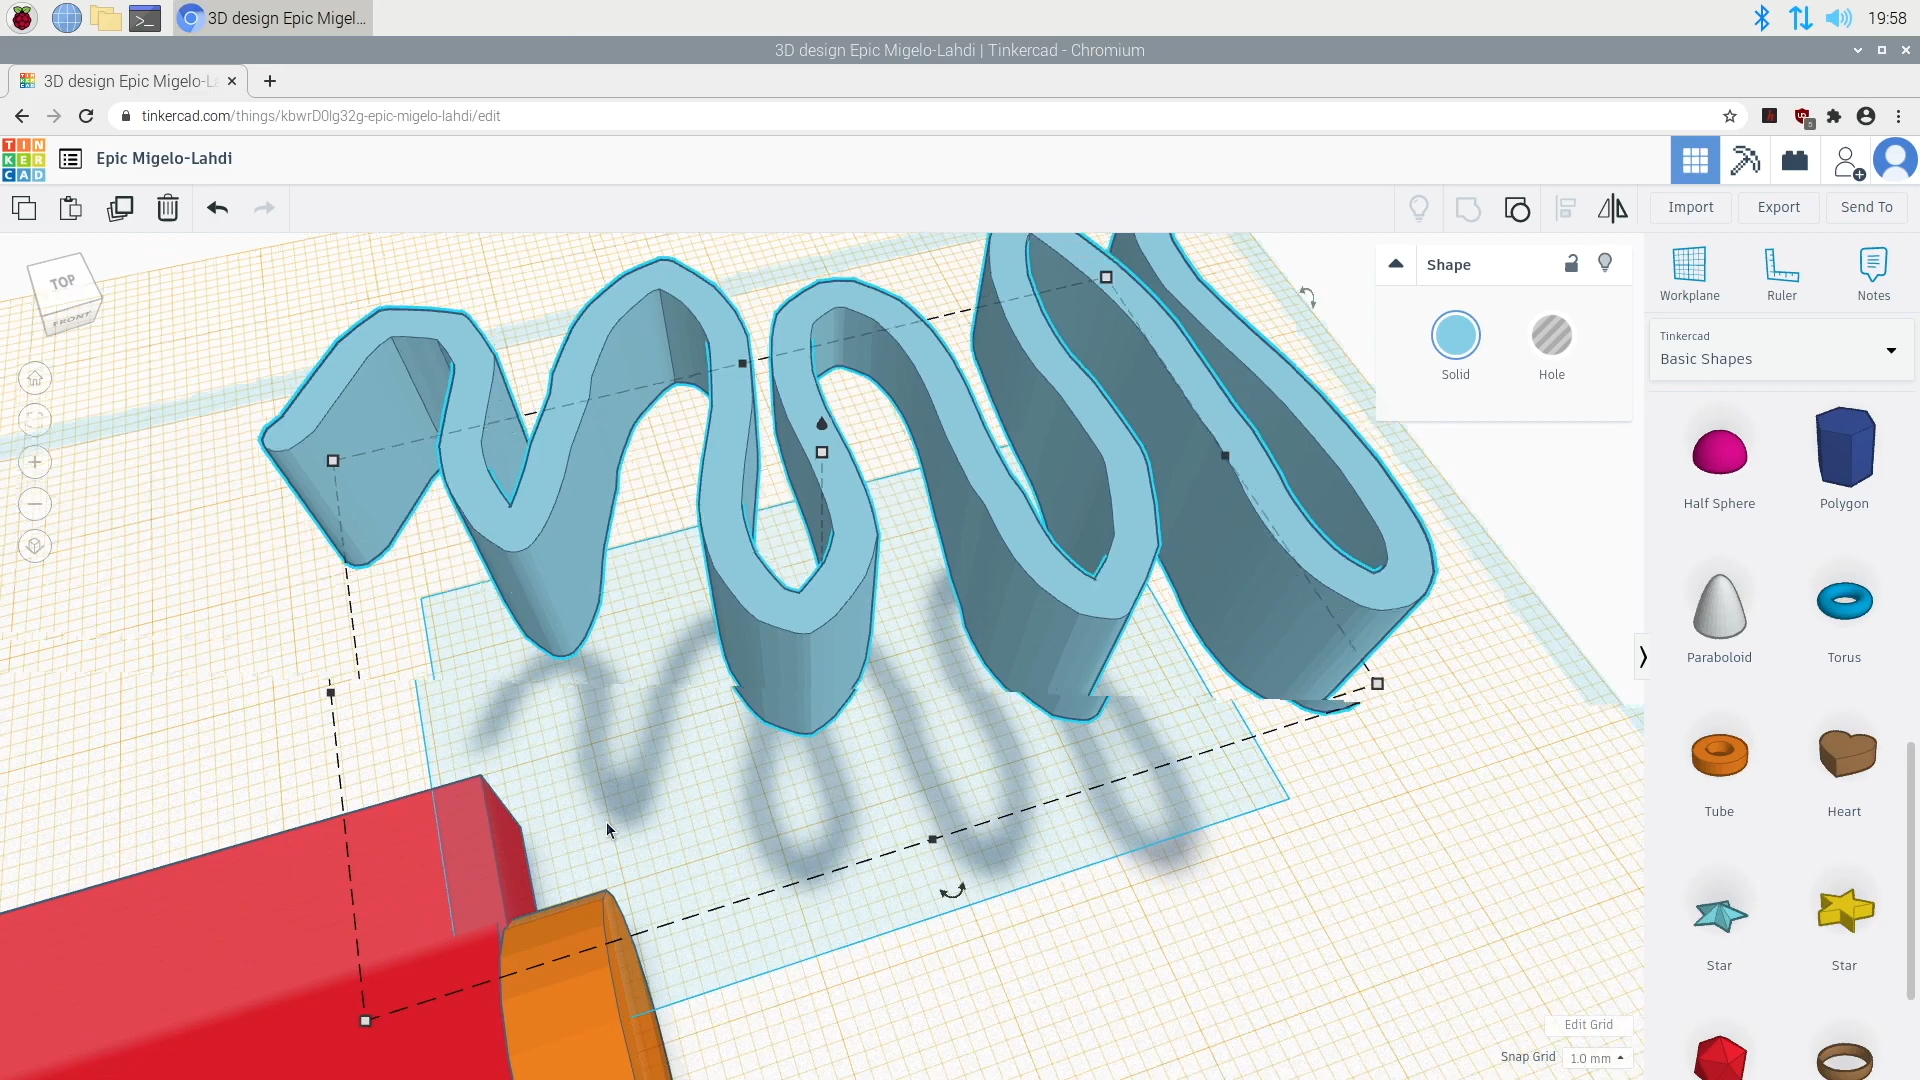 3D design Epic Migel...
19:58
3D design Epic Migelo-Lahdi | Tinkercad - Chromium
3D design Epic Migelo-La
tinkercad.com/things/kbwrD0lg32g-epic-migelo-lahdi/edit
5
TIN
KER
CAD
Epic Migelo-Lahdi
Import
Export
Send To
TOP
FRONT
Shape
Solid
Hole
Workplane
Ruler
Notes
Tinkercad
Basic Shapes
Half Sphere
Polygon
Paraboloid
Torus
Tube
Heart
Star
Star
Edit Grid
Snap Grid 1.0 mm